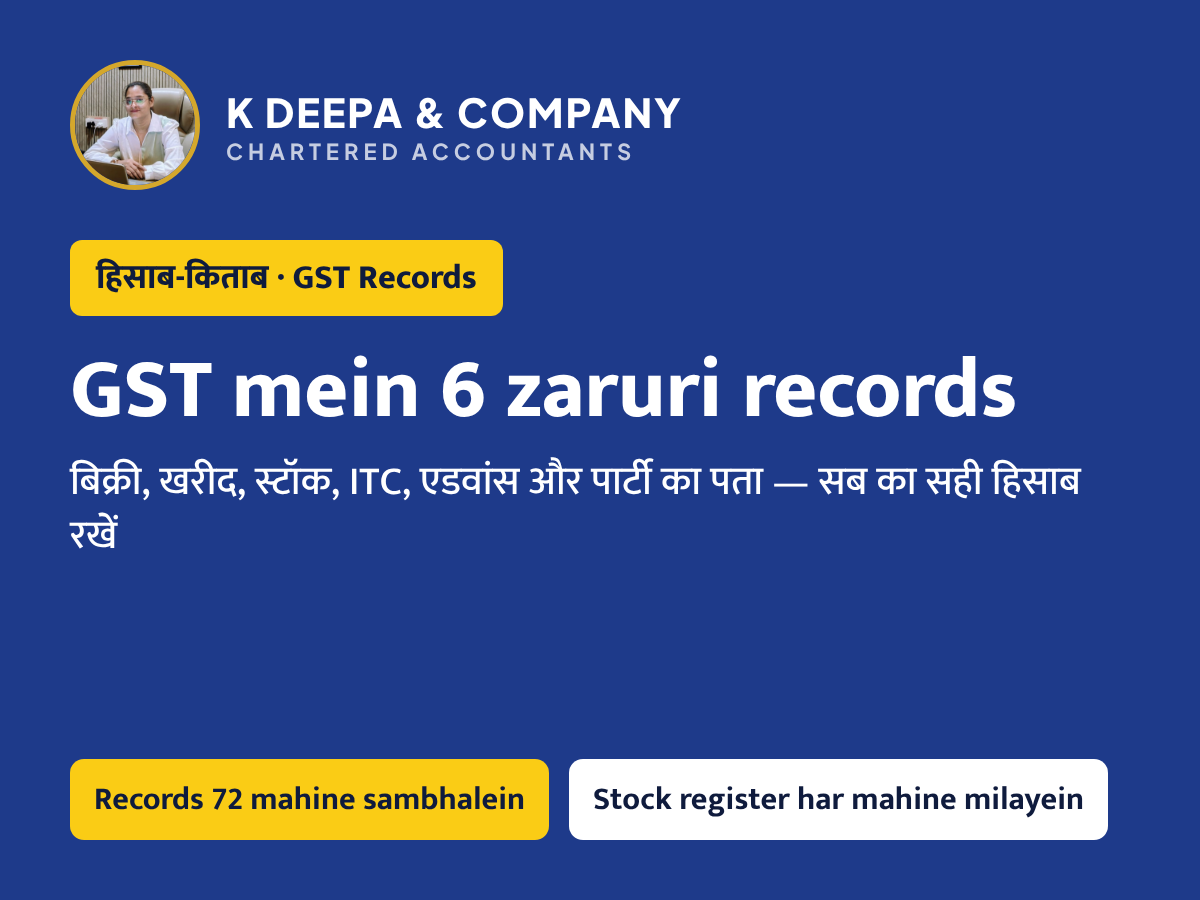 K DEEPA & COMPANY
CHARTERED ACCOUNTANTS
हिसाब-किताब · GST Records
GST mein 6 zaruri records
बिक्री, खरीद, स्टॉक, ITC, एडवांस और पार्टी का पता — सब का सही हिसाब
रखें
Records 72 mahine sambhalein
Stock register har mahine milayein